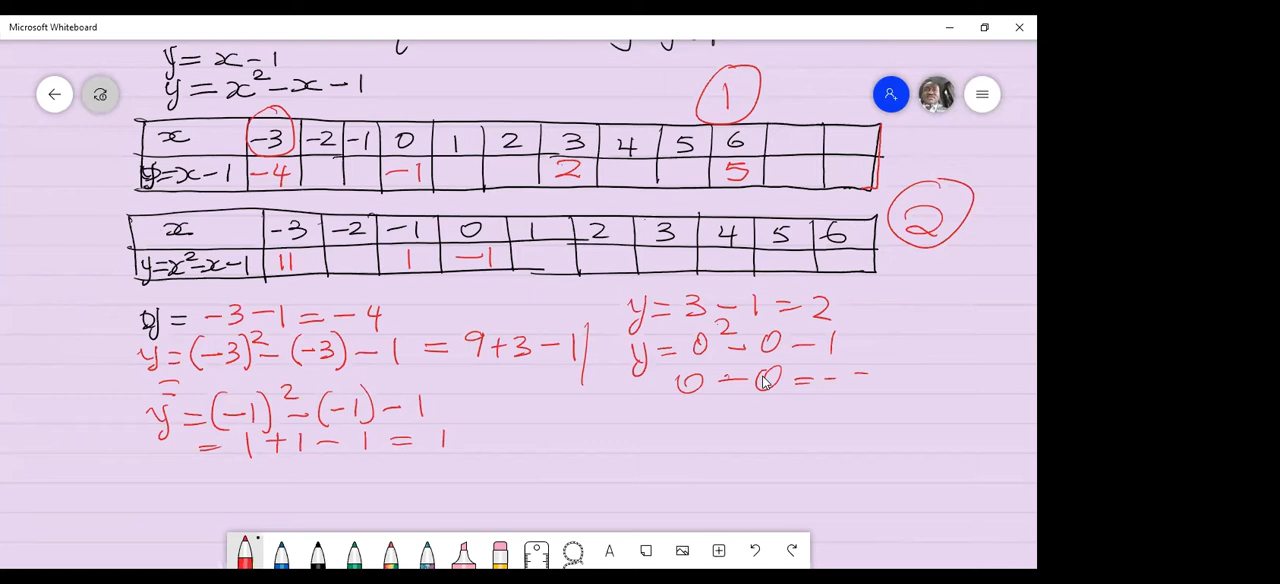 Microsoft Whiteboard
y = x - 1
y = x² - x - 1
1
x -3 -2 -1 0 1 2 3 4 5 6
y = x - 1 -4 -1 2 5
2
x -3 -2 -1 0 1 2 3 4 5 6
y = x² - x - 1 11 1 -1
y = -3 - 1 = -4
y = (-3)² - (-3) - 1 = 9 + 3 - 1
y = (-1)² - (-1) - 1
= 1 + 1 - 1 = 1
y = 3 - 1 = 2
y = 0² - 0 - 1
0 - 0 = - -
A